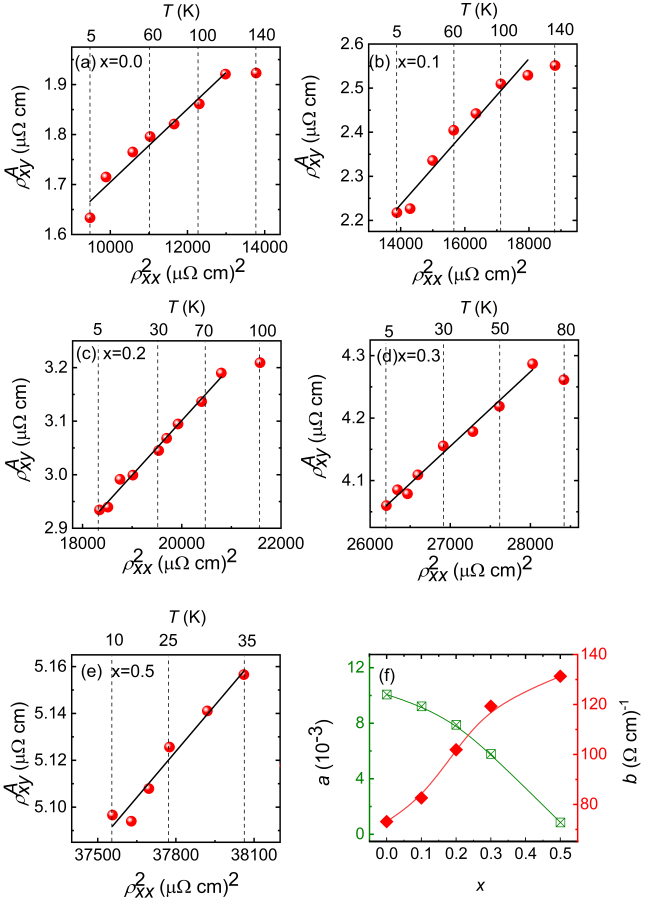 T (K)
5 60 100 140
(a) x=0.0
1.9
1.8
1.7
1.6
ρ^A_xy (μΩ cm)
10000 12000 14000
ρ²_xx (μΩ cm)²
T (K)
5 60 100 140
(b) x=0.1
2.6
2.5
2.4
2.3
2.2
ρ^A_xy (μΩ cm)
14000 16000 18000
ρ²_xx (μΩ cm)²
T (K)
5 30 70 100
(c) x=0.2
3.2
3.1
3.0
2.9
ρ^A_xy (μΩ cm)
18000 20000 22000
ρ²_xx (μΩ cm)²
T (K)
5 30 50 80
(d)x=0.3
4.3
4.2
4.1
ρ^A_xy (μΩ cm)
26000 27000 28000
ρ²_xx (μΩ cm)²
T (K)
10 25 35
(e) x=0.5
5.16
5.14
5.12
5.10
ρ^A_xy (μΩ cm)
37500 37800 38100
ρ²_xx (μΩ cm)²
(f)
12
8
4
0
a (10⁻³)
140
120
100
80
b (Ω cm)⁻¹
0.0 0.1 0.2 0.3 0.4 0.5
x